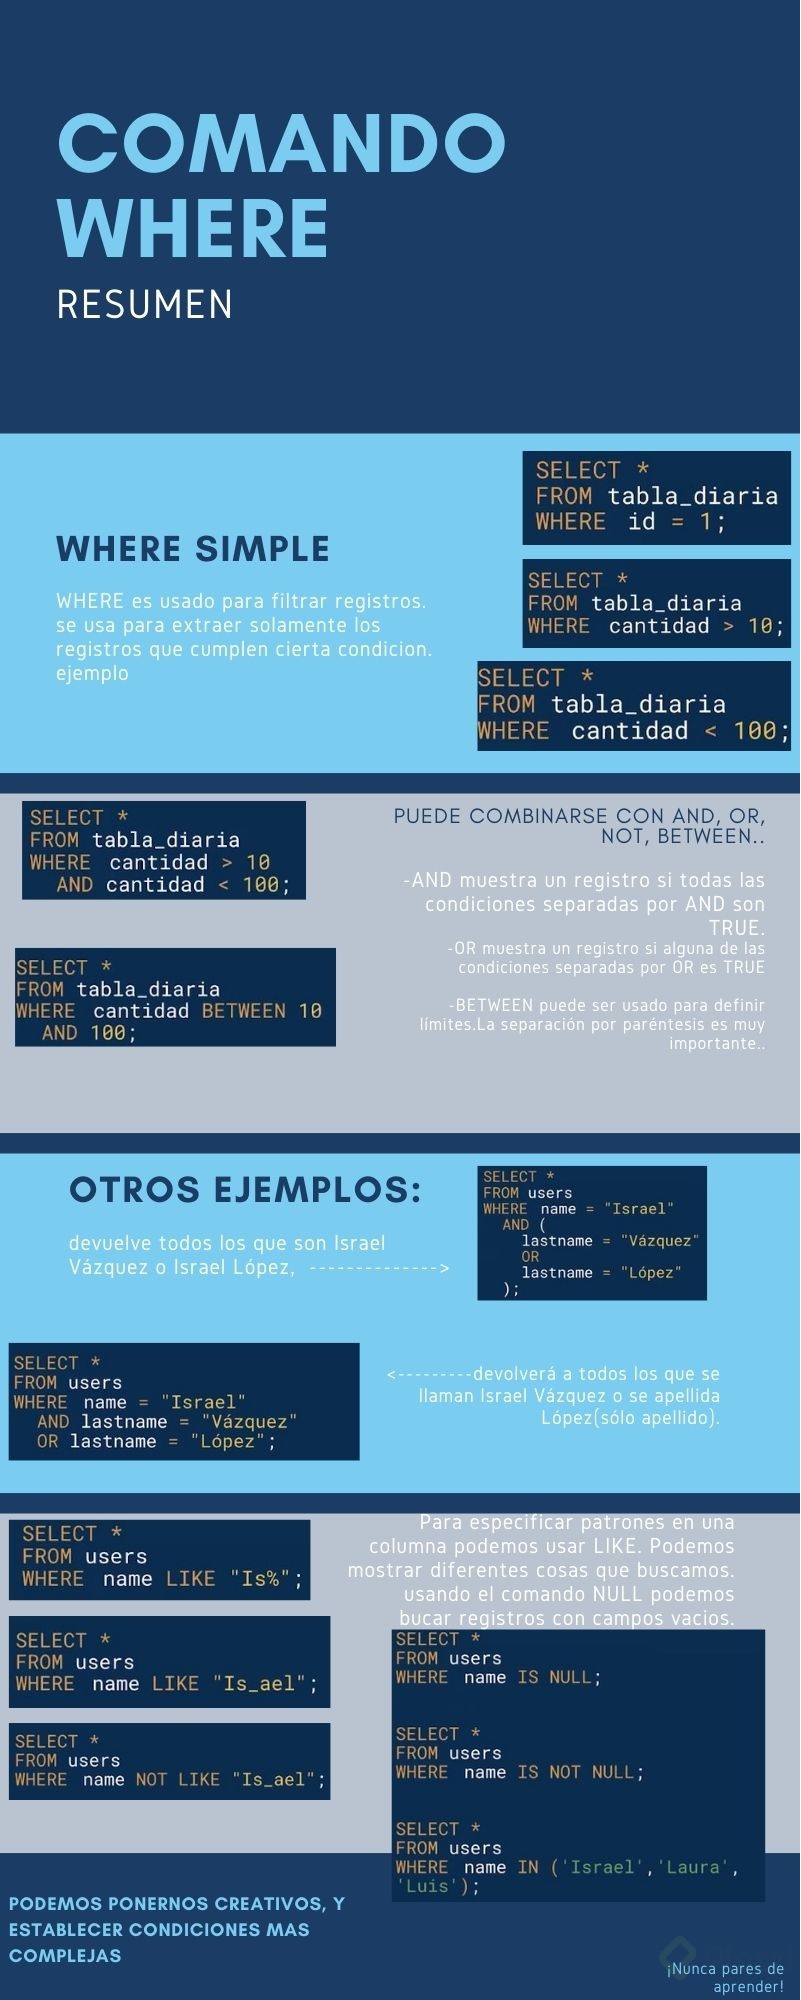 COMANDO
WHERE
RESUMEN
WHERE SIMPLE
WHERE es usado para filtrar registros.
se usa para extraer solamente los
registros que cumplen cierta condicion.
ejemplo
SELECT *
FROM tabla_diaria
WHERE id = 1;
SELECT *
FROM tabla_diaria
WHERE cantidad > 10;
SELECT *
FROM tabla_diaria
WHERE cantidad < 100;
SELECT *
FROM tabla_diaria
WHERE cantidad > 10
AND cantidad < 100;
SELECT *
FROM tabla_diaria
WHERE cantidad BETWEEN 10
AND 100;
PUEDE COMBINARSE CON AND, OR,
NOT, BETWEEN..
-AND muestra un registro si todas las
condiciones separadas por AND son
TRUE.
-OR muestra un registro si alguna de las
condiciones separadas por OR es TRUE
-BETWEEN puede ser usado para definir
límites.La separación por paréntesis es muy
importante..
OTROS EJEMPLOS:
devuelve todos los que son Israel
Vázquez o Israel López, -------------->
SELECT *
FROM users
WHERE name = "Israel"
AND (
lastname = "Vázquez"
OR
lastname = "López"
);
SELECT *
FROM users
WHERE name = "Israel"
AND lastname = "Vázquez"
OR lastname = "López";
<---------devolverá a todos los que se
llaman Israel Vázquez o se apellida
López(sólo apellido).
SELECT *
FROM users
WHERE name LIKE "Is%";
SELECT *
FROM users
WHERE name LIKE "Is_ael";
SELECT *
FROM users
WHERE name NOT LIKE "Is_ael";
Para especificar patrones en una
columna podemos usar LIKE. Podemos
mostrar diferentes cosas que buscamos.
usando el comando NULL podemos
bucar registros con campos vacios.
SELECT *
FROM users
WHERE name IS NULL;
SELECT *
FROM users
WHERE name IS NOT NULL;
SELECT *
FROM users
WHERE name IN ('Israel','Laura',
'Luis');
PODEMOS PONERNOS CREATIVOS, Y
ESTABLECER CONDICIONES MAS
COMPLEJAS
¡Nunca pares de
aprender!